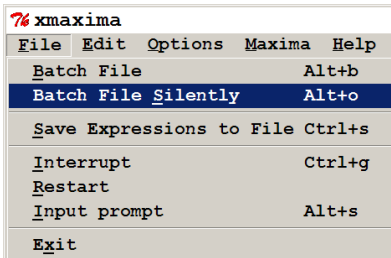 xmaxima
File Edit Options Maxima Help
Batch File Alt+b
Batch File Silently Alt+o
Save Expressions to File Ctrl+s
Interrupt Ctrl+g
Restart
Input prompt Alt+s
Exit